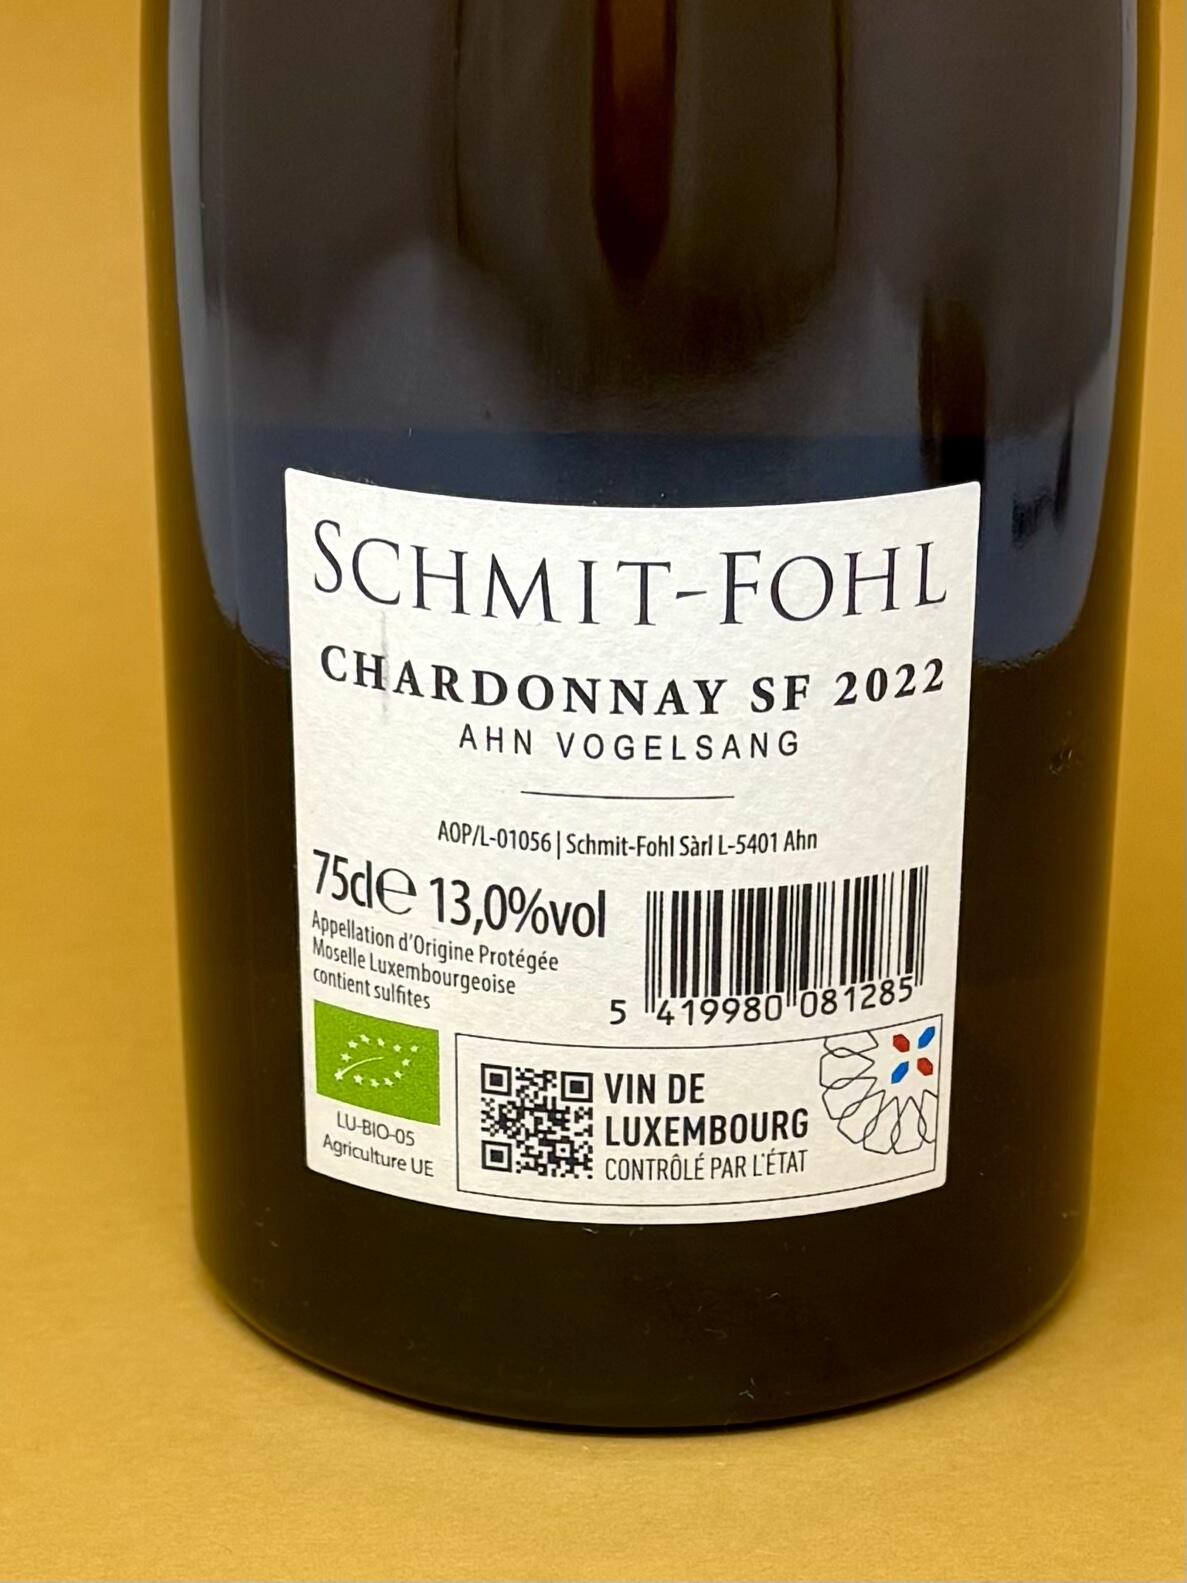 SCHMIT-FOHL
CHARDONNAY SF 2022
AHN VOGELSANG
AOP/L-01056 | Schmit-Fohl Sàrl L-5401 Ahn
75cl℮ 13,0%vol
Appellation d'Origine Protégée
Moselle Luxembourgeoise
contient sulfites
5 419980 081285
LU-BIO-05
Agriculture UE
VIN DE
LUXEMBOURG
CONTRÔLÉ PAR L'ÉTAT